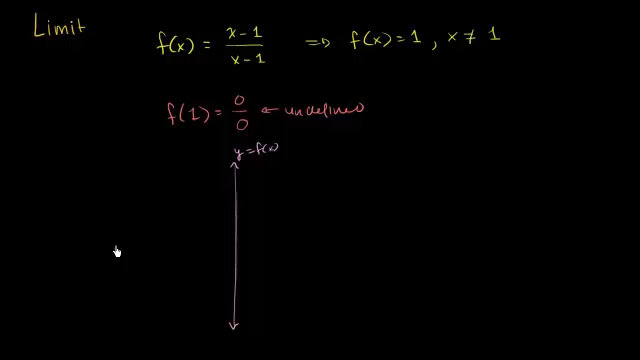 Limit
f(x) = x-1 / x-1 ⇒ f(x) = 1, x ≠ 1
f(1) = 0 / 0 ← undefined
y = f(x)